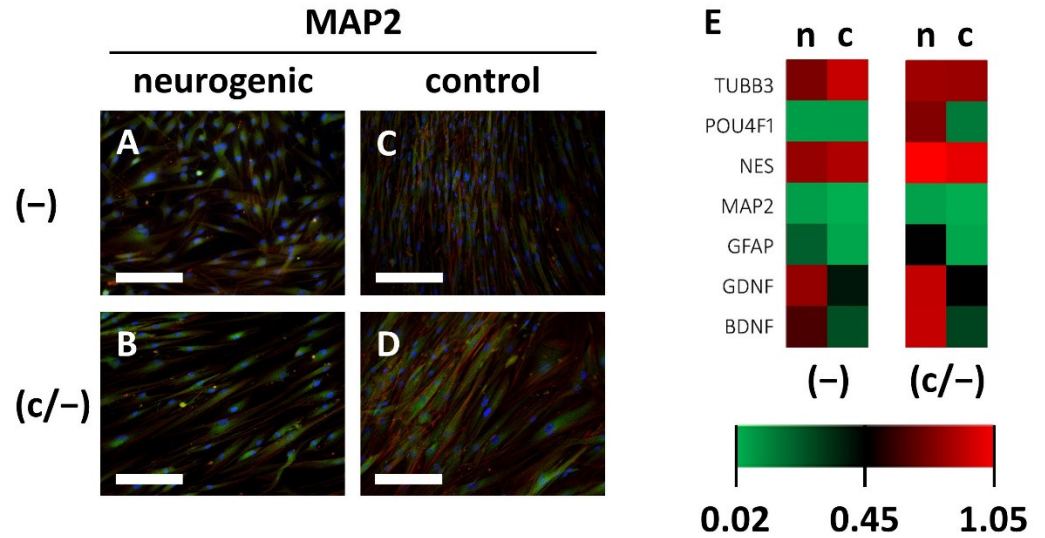 MAP2
neurogenic control
(−)
A
C
(c/−)
B
D
E
n c n c
TUBB3
POU4F1
NES
MAP2
GFAP
GDNF
BDNF
(−) (c/−)
0.02 0.45 1.05